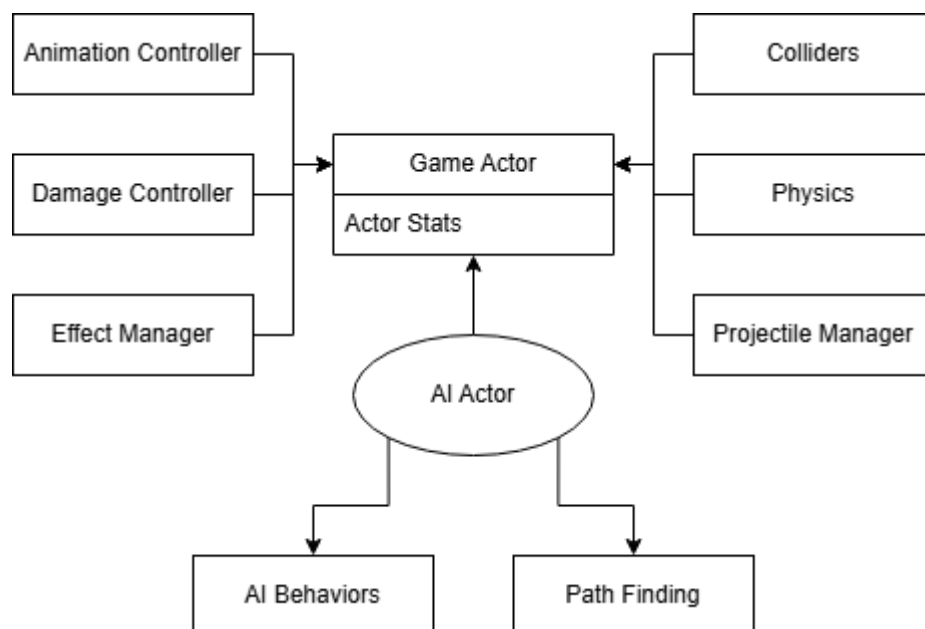 Animation Controller
Colliders
Game Actor
Damage Controller
Physics
Actor Stats
Effect Manager
Projectile Manager
AI Actor
AI Behaviors
Path Finding